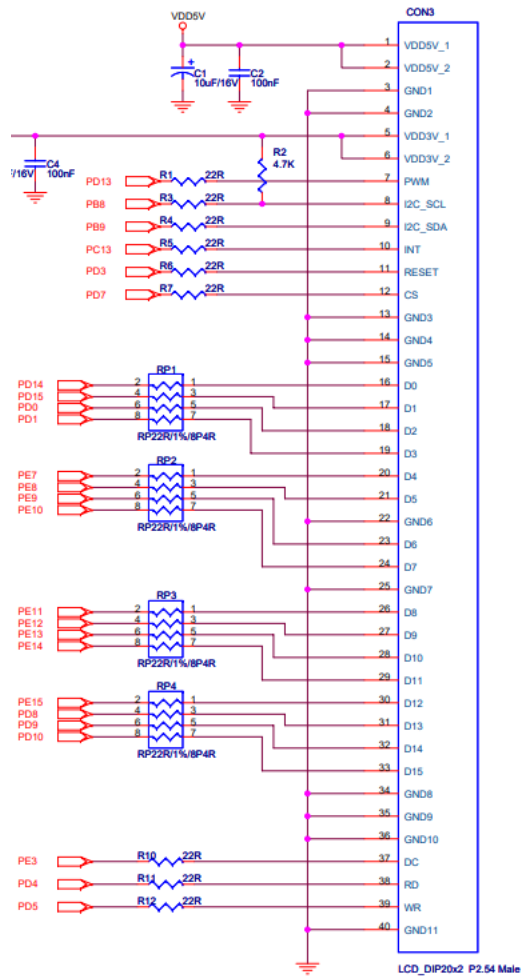 VDD5V
CON3
1 VDD5V_1
C1
10uF/16V
C2
100nF
2 VDD5V_2
3 GND1
4 GND2
5 VDD3V_1
R2
4.7K
6 VDD3V_2
C4
/16V 100nF
PD13 R1 22R 7 PWM
PB8 R3 22R 8 I2C_SCL
PB9 R4 22R 9 I2C_SDA
PC13 R5 22R 10 INT
PD3 R6 22R 11 RESET
PD7 R7 22R 12 CS
13 GND3
14 GND4
15 GND5
RP1
PD14 2 1 16 D0
PD15 4 3 17 D1
PD0 6 5 18 D2
PD1 8 7 19 D3
RP22R/1%/8P4R
RP2
PE7 2 1 20 D4
PE8 4 3 21 D5
PE9 6 5 22 GND6
PE10 8 7 23 D6
RP22R/1%/8P4R
24 D7
25 GND7
RP3
PE11 2 1 26 D8
PE12 4 3 27 D9
PE13 6 5 28 D10
PE14 8 7 29 D11
RP22R/1%/8P4R
RP4
PE15 2 1 30 D12
PD8 4 3 31 D13
PD9 6 5 32 D14
PD10 8 7 33 D15
RP22R/1%/8P4R
34 GND8
35 GND9
36 GND10
PE3 R10 22R 37 DC
PD4 R11 22R 38 RD
PD5 R12 22R 39 WR
40 GND11
LCD_DIP20x2 P2.54 Male